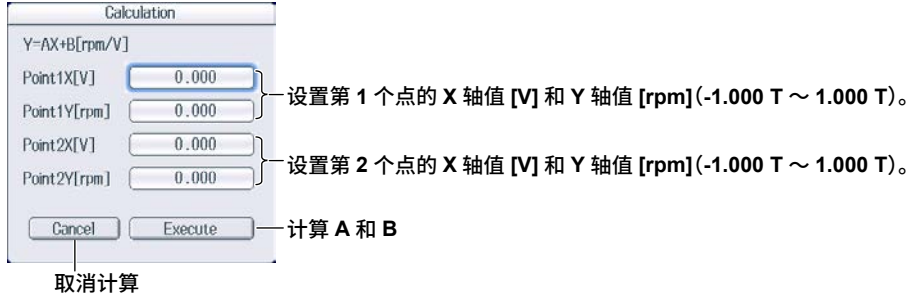 Calculation
Y=AX+B[rpm/V]
Point1X[V] 0.000
Point1Y[rpm] 0.000
设置第 1 个点的 X 轴值 [V] 和 Y 轴值 [rpm](-1.000 T ～ 1.000 T)。
Point2X[V] 0.000
Point2Y[rpm] 0.000
设置第 2 个点的 X 轴值 [V] 和 Y 轴值 [rpm](-1.000 T ～ 1.000 T)。
Cancel Execute 计算 A 和 B
取消计算